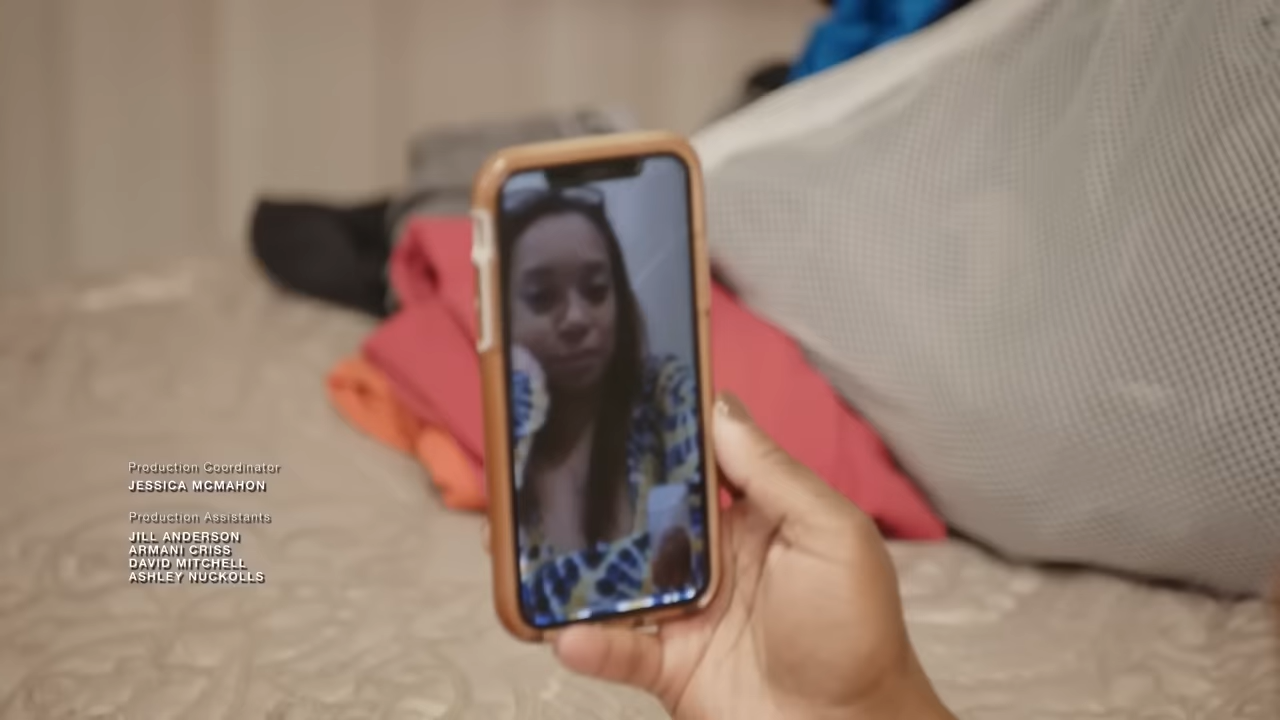 Production Coordinator
JESSICA MCMAHON
Production Assistants
JILL ANDERSON
ARMANI CRISS
DAVID MITCHELL
ASHLEY NUCKOLLS